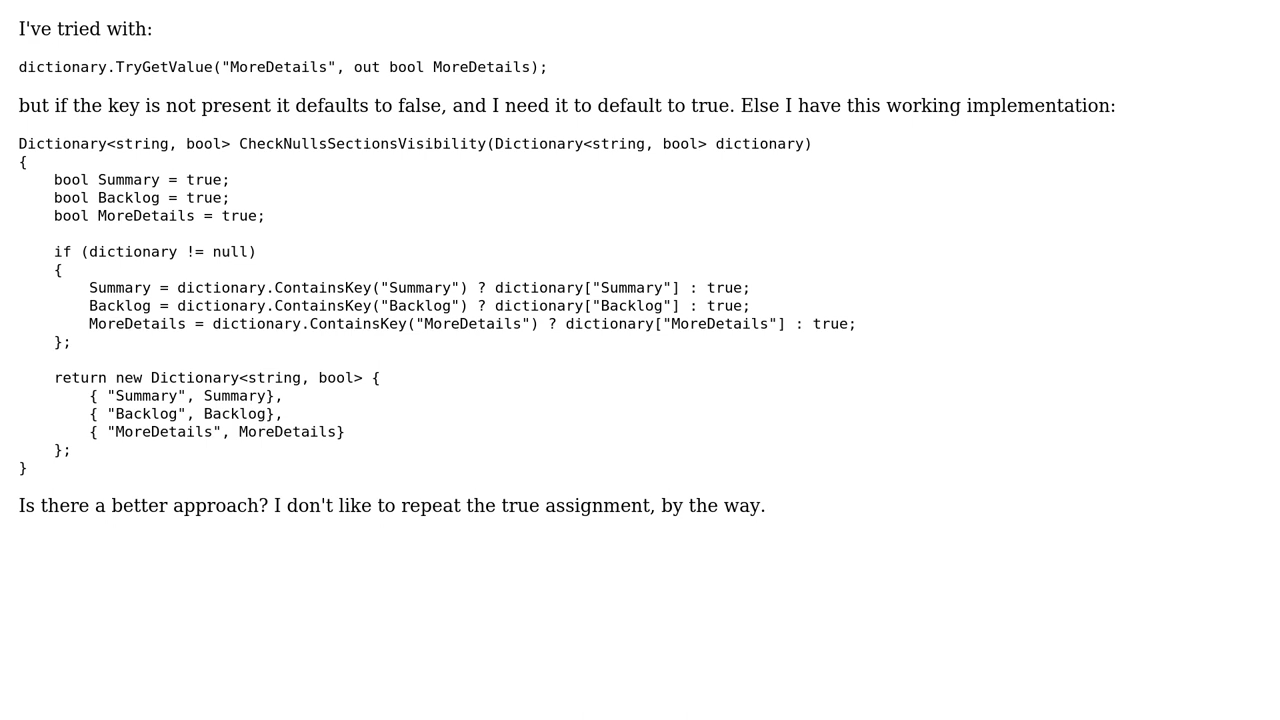 I've tried with:
dictionary.TryGetValue("MoreDetails", out bool MoreDetails);
but if the key is not present it defaults to false, and I need it to default to true. Else I have this working implementation:
Dictionary<string, bool> CheckNullsSectionsVisibility(Dictionary<string, bool> dictionary)
{
    bool Summary = true;
    bool Backlog = true;
    bool MoreDetails = true;

    if (dictionary != null)
    {
        Summary = dictionary.ContainsKey("Summary") ? dictionary["Summary"] : true;
        Backlog = dictionary.ContainsKey("Backlog") ? dictionary["Backlog"] : true;
        MoreDetails = dictionary.ContainsKey("MoreDetails") ? dictionary["MoreDetails"] : true;
    };

    return new Dictionary<string, bool> {
        { "Summary", Summary},
        { "Backlog", Backlog},
        { "MoreDetails", MoreDetails}
    };
}
Is there a better approach? I don't like to repeat the true assignment, by the way.